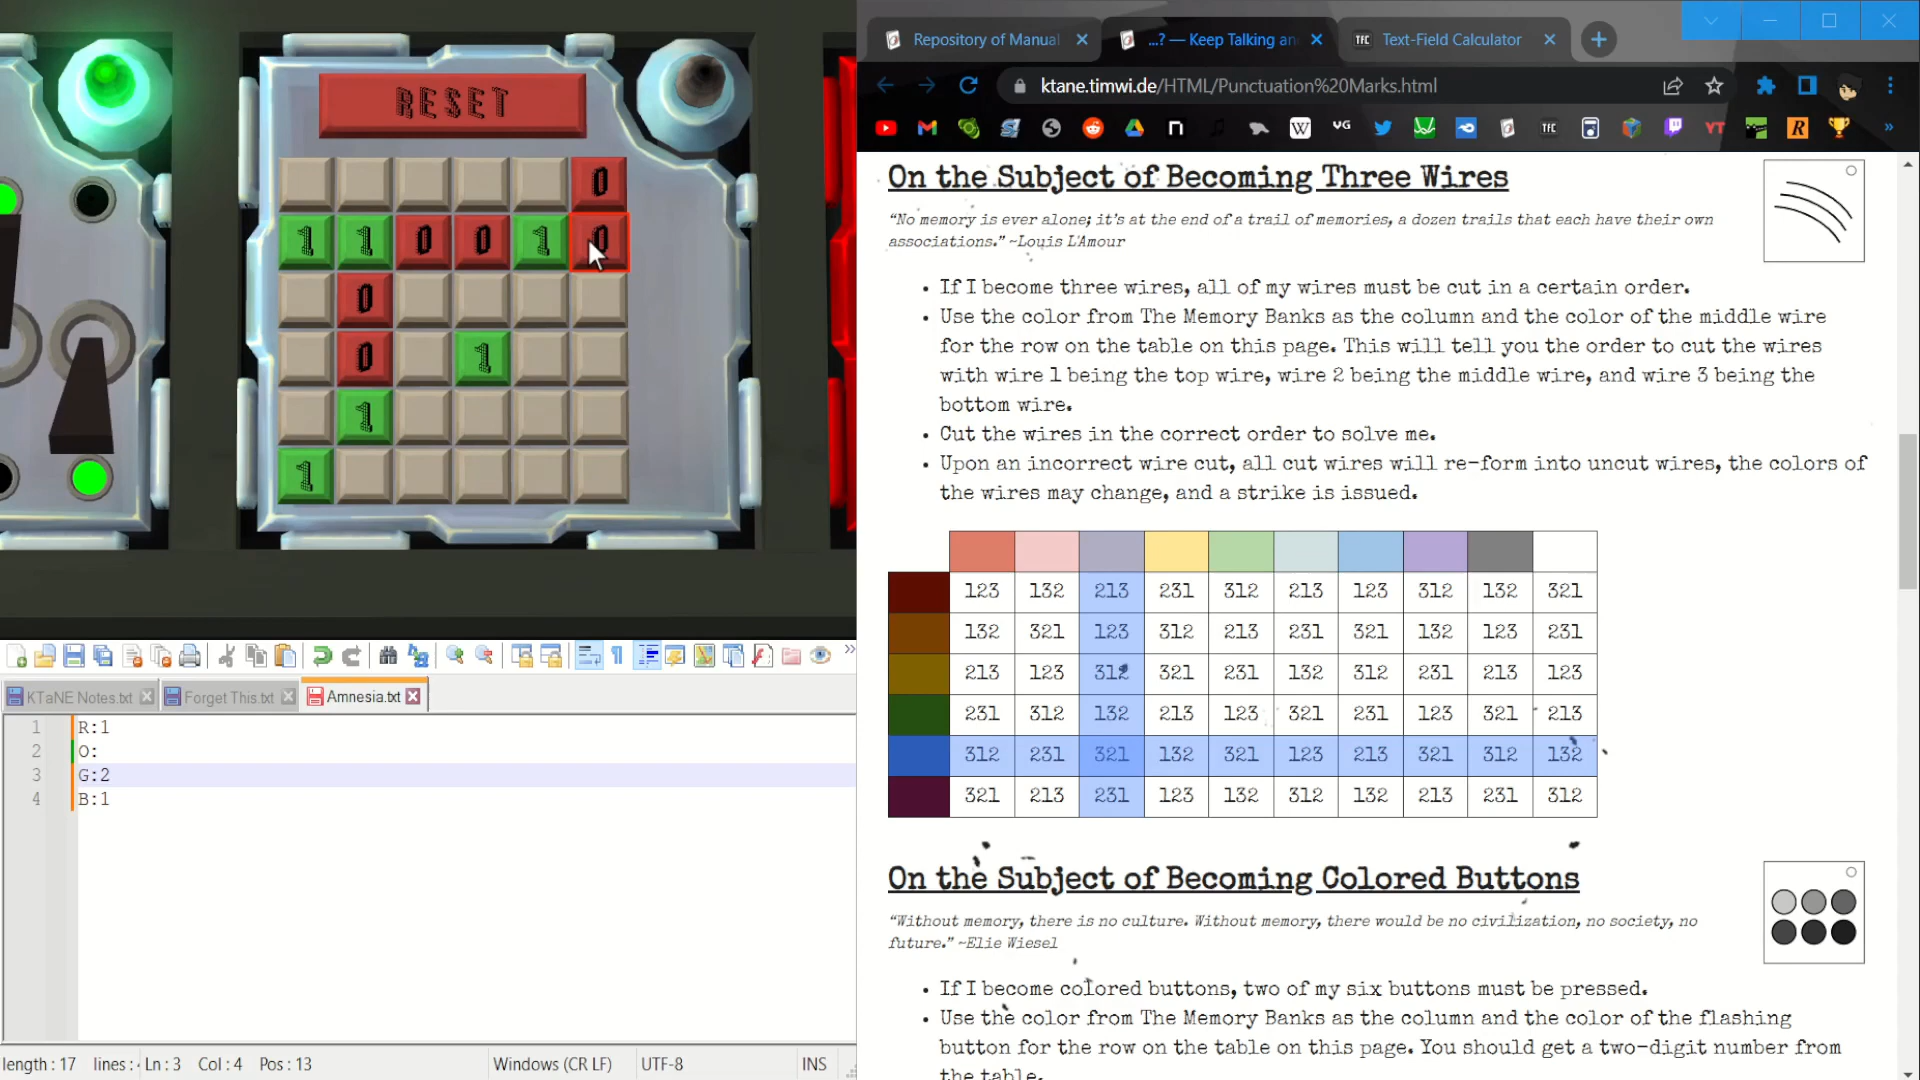 RESET
0
1 1 0 0 1 0
0
0 1
1
1
KTaNE Notes.txt
Forget This.txt
Amnesia.txt
1 R:1
2 O:
3 G:2
4 B:1
length : 17 lines : Ln : 3 Col : 4 Pos : 13 Windows (CR LF) UTF-8 INS
Repository of Manual
...? — Keep Talking an
TFC Text-Field Calculator
ktane.timwi.de/HTML/Punctuation%20Marks.html
On the Subject of Becoming Three Wires
“No memory is ever alone; it’s at the end of a trail of memories, a dozen trails that each have their own
associations.” ~Louis L'Amour
If I become three wires, all of my wires must be cut in a certain order.
Use the color from The Memory Banks as the column and the color of the middle wire
for the row on the table on this page. This will tell you the order to cut the wires
with wire 1 being the top wire, wire 2 being the middle wire, and wire 3 being the
bottom wire.
Cut the wires in the correct order to solve me.
Upon an incorrect wire cut, all cut wires will re-form into uncut wires, the colors of
the wires may change, and a strike is issued.
123 132 213 231 312 213 123 312 132 321
132 321 123 312 213 231 321 132 123 231
213 123 312 321 231 132 312 231 213 123
231 312 132 213 123 321 231 123 321 213
312 231 321 132 321 123 213 321 312 132
321 213 231 123 132 312 132 213 231 312
On the Subject of Becoming Colored Buttons
“Without memory, there is no culture. Without memory, there would be no civilization, no society, no
future.” ~Elie Wiesel
If I become colored buttons, two of my six buttons must be pressed.
Use the color from The Memory Banks as the column and the color of the flashing
button for the row on the table on this page. You should get a two-digit number from
the table.